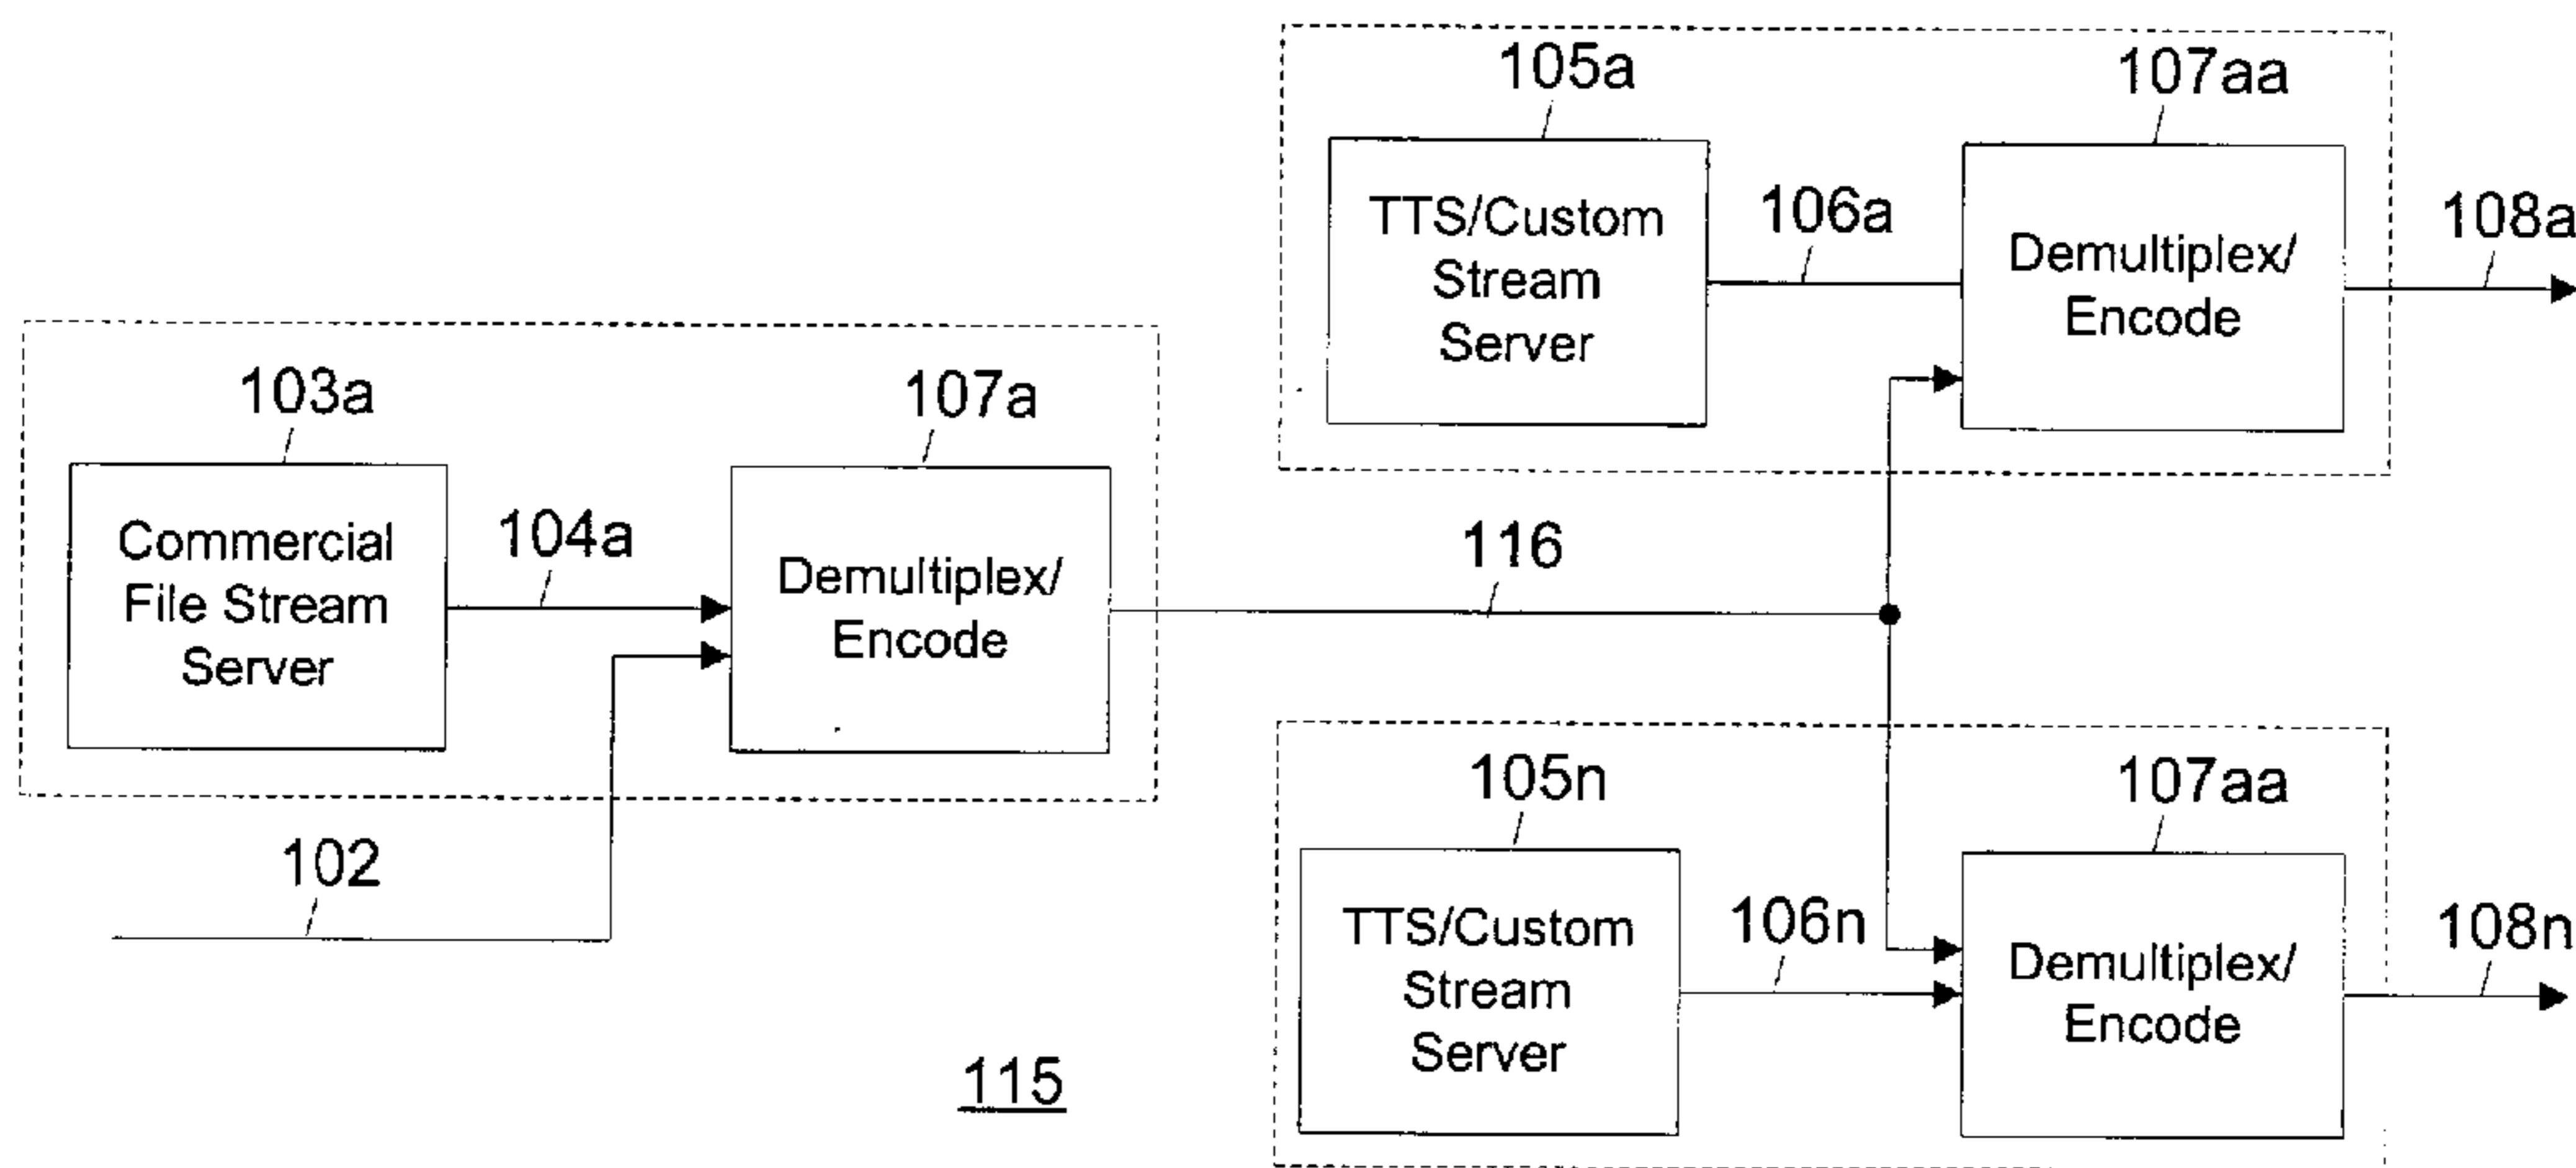 105a
107aa
TTS/Custom
Stream
Server
106a
Demultiplex/
Encode
108a
103a
107a
Commercial
File Stream
Server
104a
Demultiplex/
Encode
116
102
105n
107aa
TTS/Custom
Stream
Server
106n
Demultiplex/
Encode
108n
115